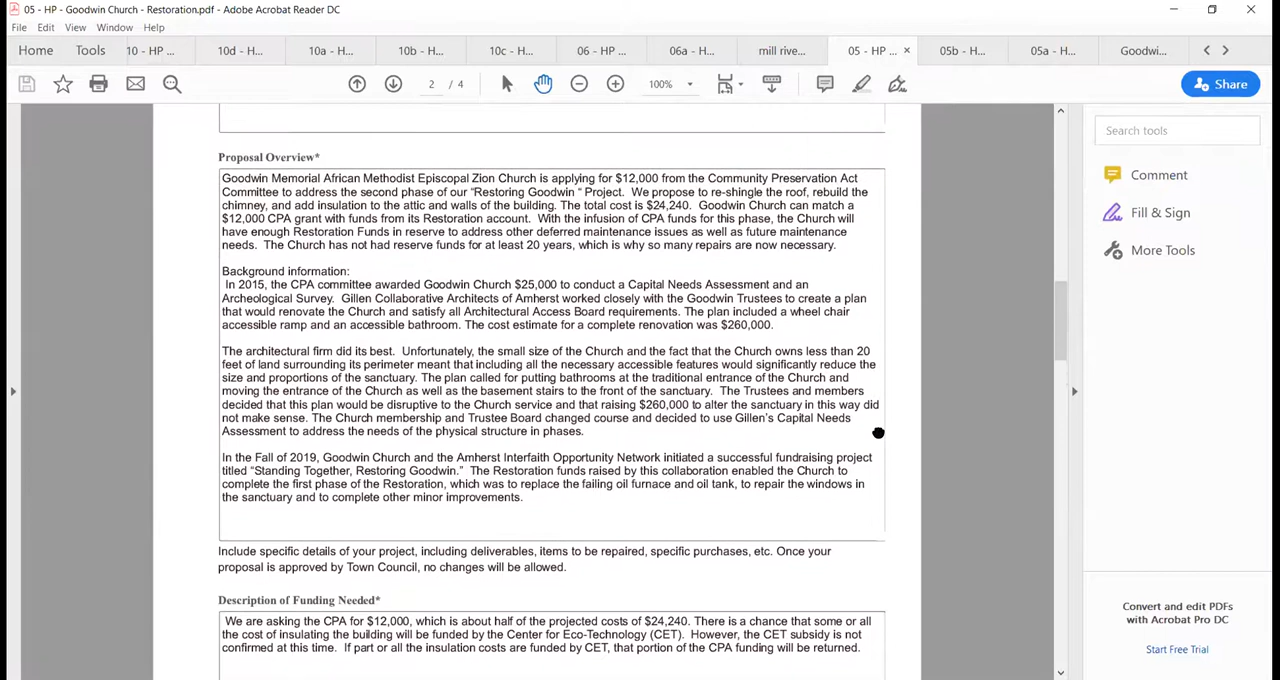 05 - HP - Goodwin Church - Restoration.pdf - Adobe Acrobat Reader DC
File Edit View Window Help
Home Tools 10 - HP ... 10d - H... 10a - H... 10b - H... 10c - H... 06 - HP ... 06a - H... mill rive... 05 - HP ... × 05b - H... 05a - H... Goodwi...
2 / 4 100% Share
Proposal Overview*
Goodwin Memorial African Methodist Episcopal Zion Church is applying for $12,000 from the Community Preservation Act
Committee to address the second phase of our "Restoring Goodwin " Project. We propose to re-shingle the roof, rebuild the
chimney, and add insulation to the attic and walls of the building. The total cost is $24,240. Goodwin Church can match a
$12,000 CPA grant with funds from its Restoration account. With the infusion of CPA funds for this phase, the Church will
have enough Restoration Funds in reserve to address other deferred maintenance issues as well as future maintenance
needs. The Church has not had reserve funds for at least 20 years, which is why so many repairs are now necessary.
Background information:
In 2015, the CPA committee awarded Goodwin Church $25,000 to conduct a Capital Needs Assessment and an
Archeological Survey. Gillen Collaborative Architects of Amherst worked closely with the Goodwin Trustees to create a plan
that would renovate the Church and satisfy all Architectural Access Board requirements. The plan included a wheel chair
accessible ramp and an accessible bathroom. The cost estimate for a complete renovation was $260,000.
The architectural firm did its best. Unfortunately, the small size of the Church and the fact that the Church owns less than 20
feet of land surrounding its perimeter meant that including all the necessary accessible features would significantly reduce the
size and proportions of the sanctuary. The plan called for putting bathrooms at the traditional entrance of the Church and
moving the entrance of the Church as well as the basement stairs to the front of the sanctuary. The Trustees and members
decided that this plan would be disruptive to the Church service and that raising $260,000 to alter the sanctuary in this way did
not make sense. The Church membership and Trustee Board changed course and decided to use Gillen's Capital Needs
Assessment to address the needs of the physical structure in phases.
In the Fall of 2019, Goodwin Church and the Amherst Interfaith Opportunity Network initiated a successful fundraising project
titled "Standing Together, Restoring Goodwin." The Restoration funds raised by this collaboration enabled the Church to
complete the first phase of the Restoration, which was to replace the failing oil furnace and oil tank, to repair the windows in
the sanctuary and to complete other minor improvements.
Include specific details of your project, including deliverables, items to be repaired, specific purchases, etc. Once your
proposal is approved by Town Council, no changes will be allowed.
Description of Funding Needed*
We are asking the CPA for $12,000, which is about half of the projected costs of $24,240. There is a chance that some or all
the cost of insulating the building will be funded by the Center for Eco-Technology (CET). However, the CET subsidy is not
confirmed at this time. If part or all the insulation costs are funded by CET, that portion of the CPA funding will be returned.
Search tools
Comment
Fill & Sign
More Tools
Convert and edit PDFs
with Acrobat Pro DC
Start Free Trial